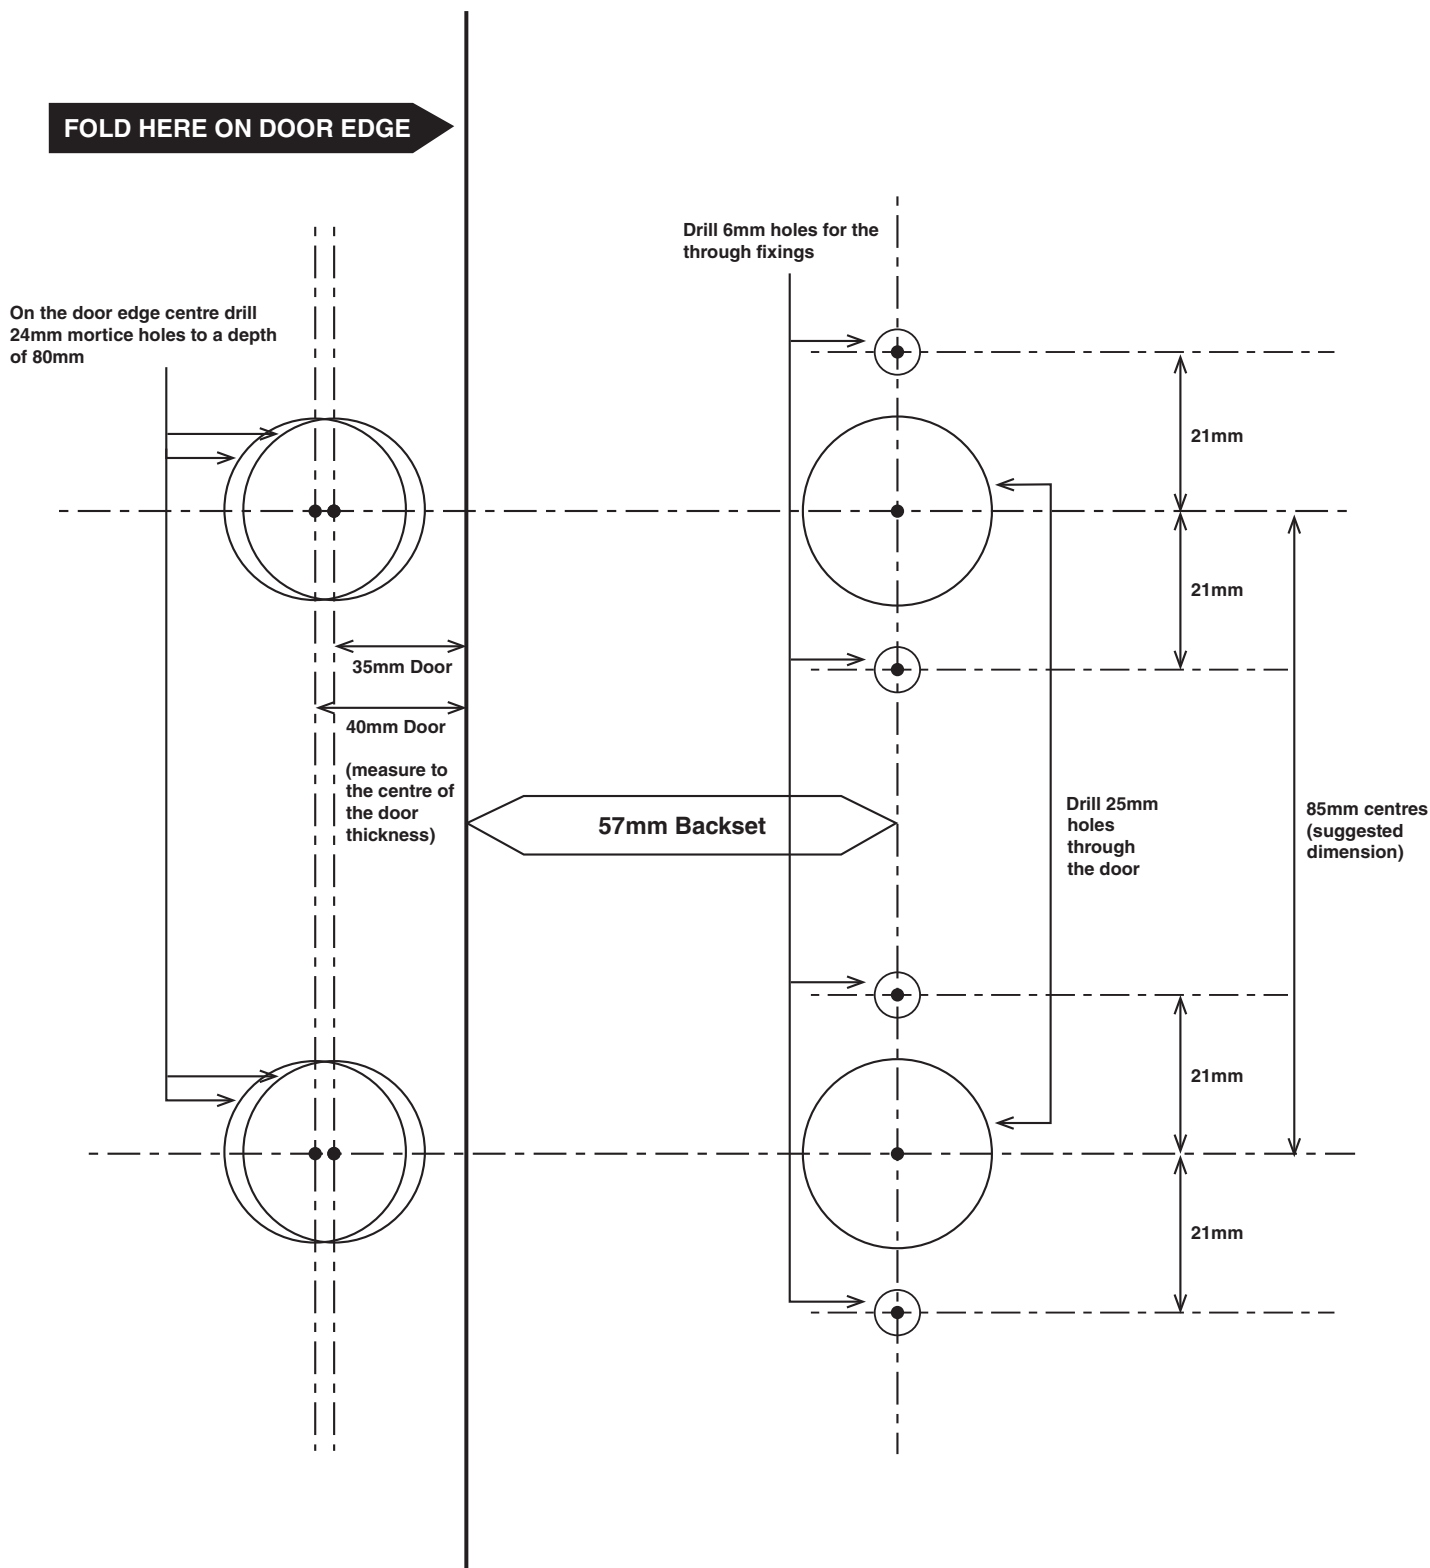 FOLD HERE ON DOOR EDGE
Drill 6mm holes for the
through fixings
On the door edge centre drill
24mm mortice holes to a depth
of 80mm
21mm
21mm
35mm Door
40mm Door
(measure to
the centre of
the door
thickness)
57mm Backset
Drill 25mm
holes
through
the door
85mm centres
(suggested
dimension)
21mm
21mm